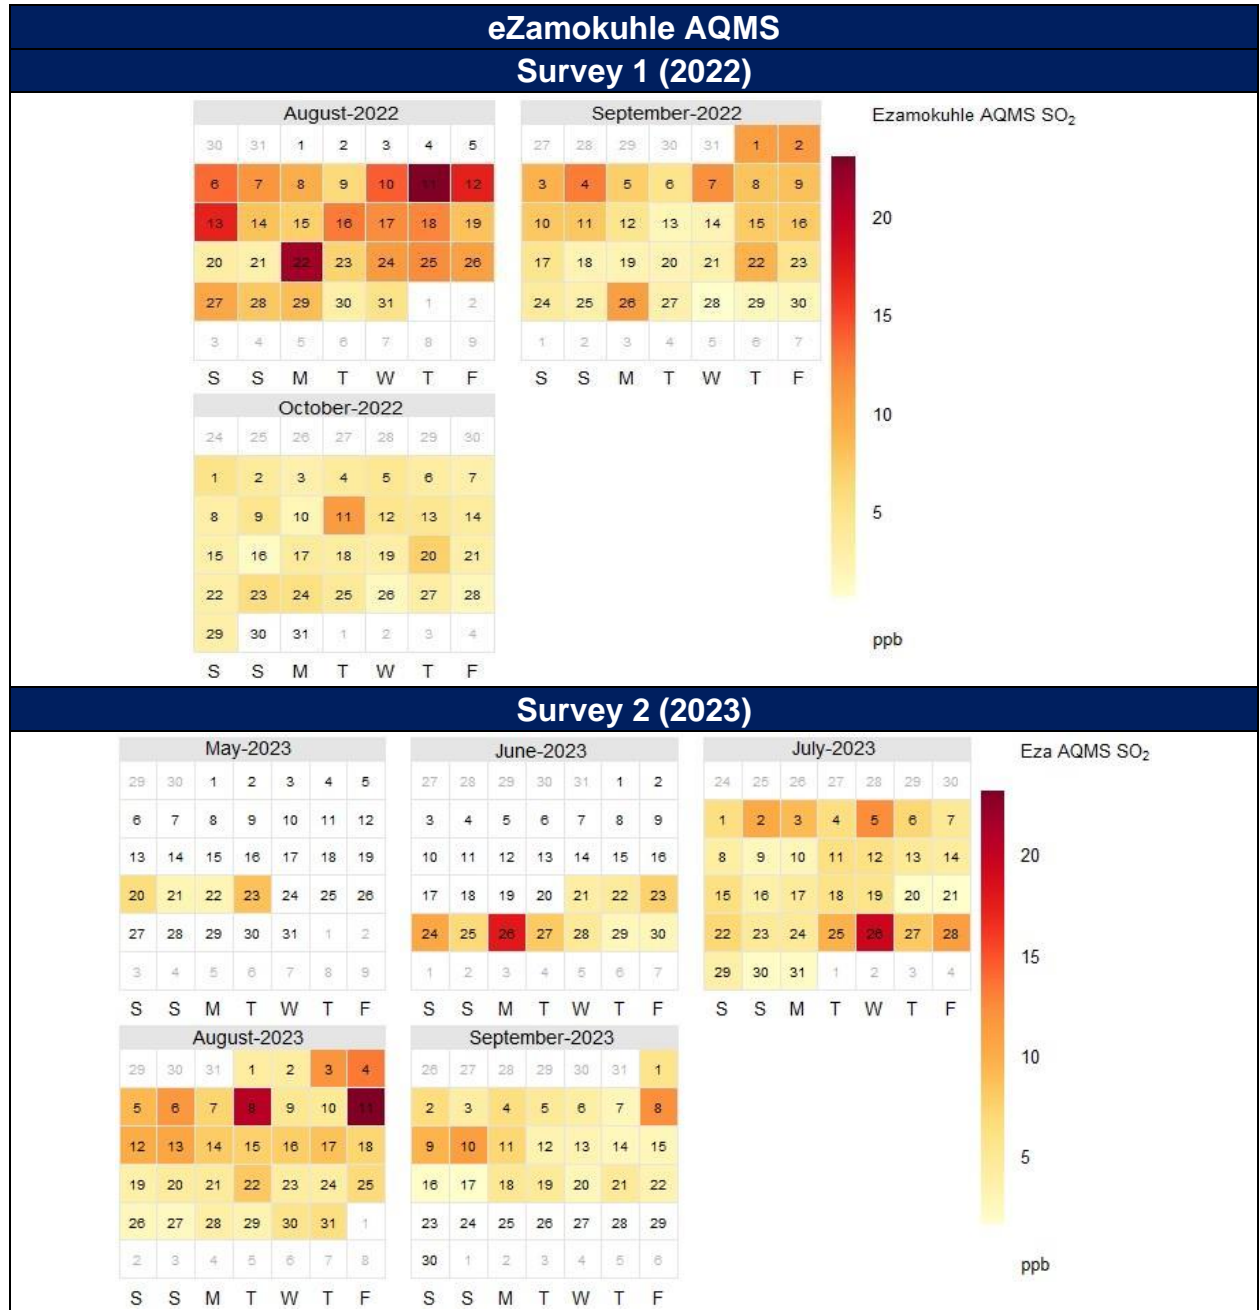 eZamokuhle AQMS
Survey 1 (2022)
August-2022
30 31 1 2 3 4 5
6 7 8 9 10 11 12
13 14 15 16 17 18 19
20 21 22 23 24 25 26
27 28 29 30 31 1 2
3 4 5 6 7 8 9
S S M T W T F
September-2022
27 28 29 30 31 1 2
3 4 5 6 7 8 9
10 11 12 13 14 15 16
17 18 19 20 21 22 23
24 25 26 27 28 29 30
1 2 3 4 5 6 7
S S M T W T F
October-2022
24 25 26 27 28 29 30
1 2 3 4 5 6 7
8 9 10 11 12 13 14
15 16 17 18 19 20 21
22 23 24 25 26 27 28
29 30 31 1 2 3 4
S S M T W T F
Ezamokuhle AQMS SO₂
20
15
10
5
ppb
Survey 2 (2023)
May-2023
29 30 1 2 3 4 5
6 7 8 9 10 11 12
13 14 15 16 17 18 19
20 21 22 23 24 25 26
27 28 29 30 31 1 2
3 4 5 6 7 8 9
S S M T W T F
June-2023
27 28 29 30 31 1 2
3 4 5 6 7 8 9
10 11 12 13 14 15 16
17 18 19 20 21 22 23
24 25 26 27 28 29 30
1 2 3 4 5 6 7
S S M T W T F
July-2023
24 25 26 27 28 29 30
1 2 3 4 5 6 7
8 9 10 11 12 13 14
15 16 17 18 19 20 21
22 23 24 25 26 27 28
29 30 31 1 2 3 4
S S M T W T F
August-2023
29 30 31 1 2 3 4
5 6 7 8 9 10 11
12 13 14 15 16 17 18
19 20 21 22 23 24 25
26 27 28 29 30 31 1
2 3 4 5 6 7 8
S S M T W T F
September-2023
26 27 28 29 30 31 1
2 3 4 5 6 7 8
9 10 11 12 13 14 15
16 17 18 19 20 21 22
23 24 25 26 27 28 29
30 1 2 3 4 5 6
S S M T W T F
Eza AQMS SO₂
20
15
10
5
ppb